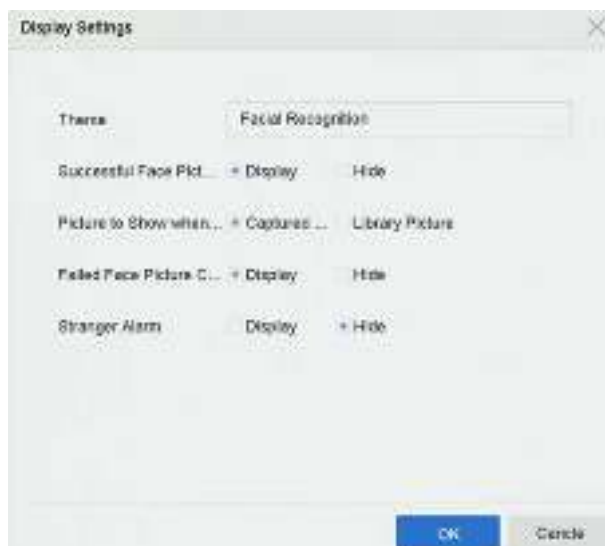 Display Settings
Theme Facial Recognition
Successful Face Pict... Display Hide
Picture to Show when... Captured ... Library Picture
Failed Face Picture C... Display Hide
Stranger Alarm Display Hide
OK Cancle